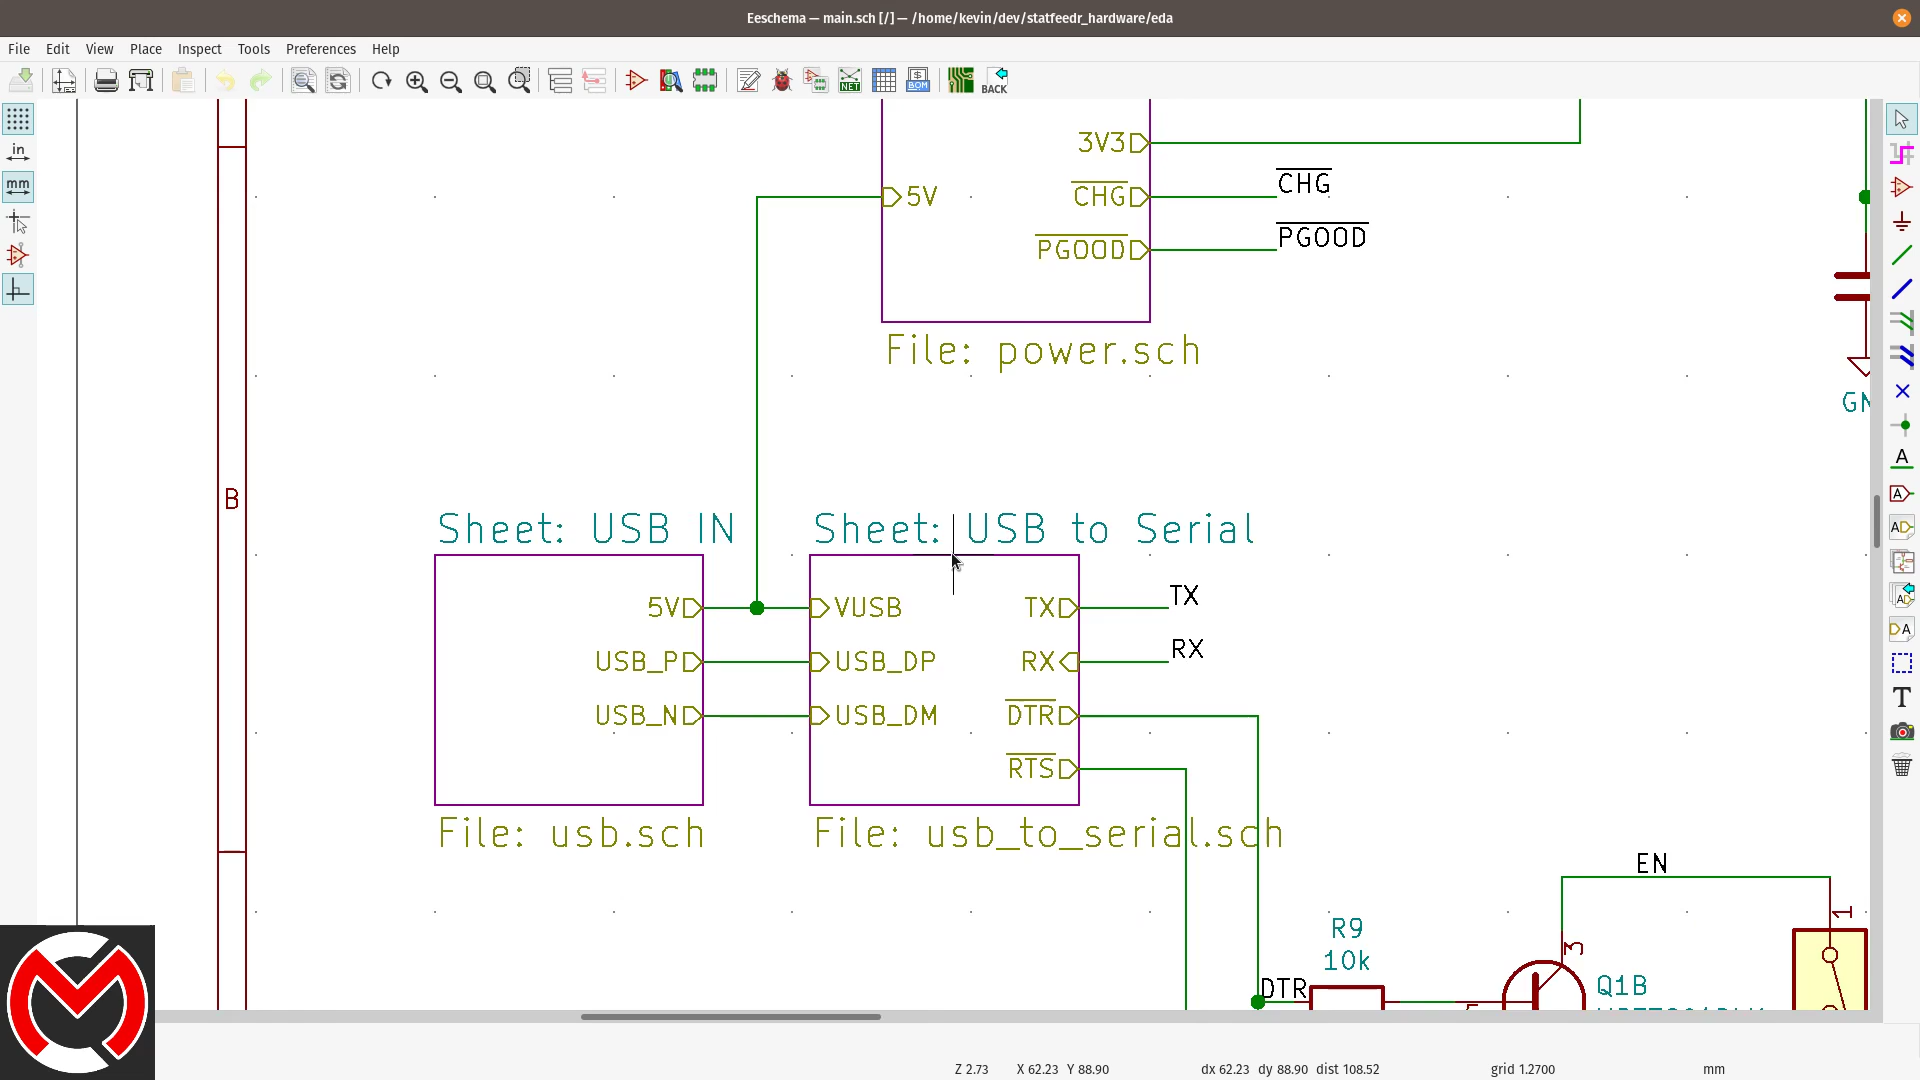 Eeschema — main.sch [/] — /home/kevin/dev/statfeedr_hardware/eda
File Edit View Place Inspect Tools Preferences Help
NET
BOM
BACK
in
mm
3V3
5V
CHG
CHG
PGOOD
PGOOD
File: power.sch
B
Sheet: USB IN
Sheet: USB to Serial
5V
VUSB
TX
TX
USB_P
USB_DP
RX
RX
USB_N
USB_DM
DTR
RTS
File: usb.sch
File: usb_to_serial.sch
EN
1
R9
10k
3
Q1B
DTR
A
A
A
A
A
T
Z 2.73 X 62.23 Y 88.90 dx 62.23 dy 88.90 dist 108.52 grid 1.2700 mm